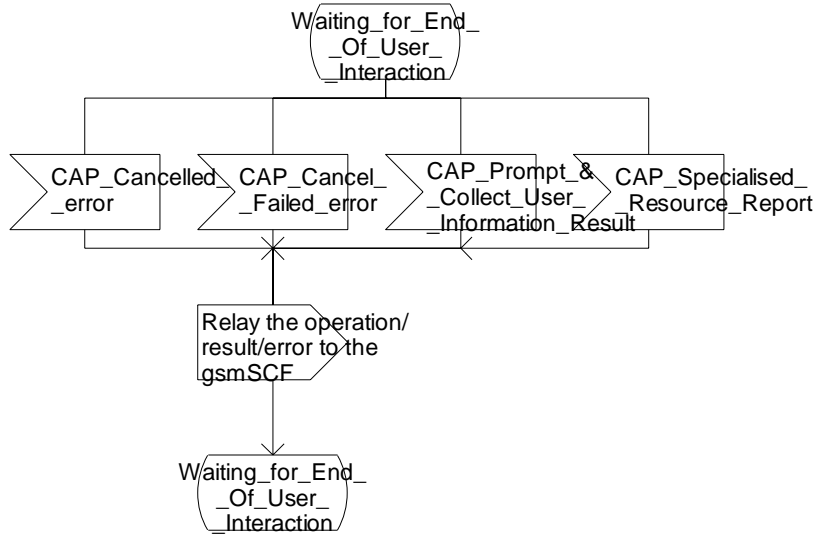 Waiting_for_End_
_Of_User_
_Interaction
CAP_Cancelled_
_error
CAP_Cancel_
_Failed_error
CAP_Prompt_&
_Collect_User_
_Information_Result
CAP_Specialised_
_Resource_Report
Relay the operation/
result/error to the
gsmSCF
Waiting_for_End_
_Of_User_
_Interaction